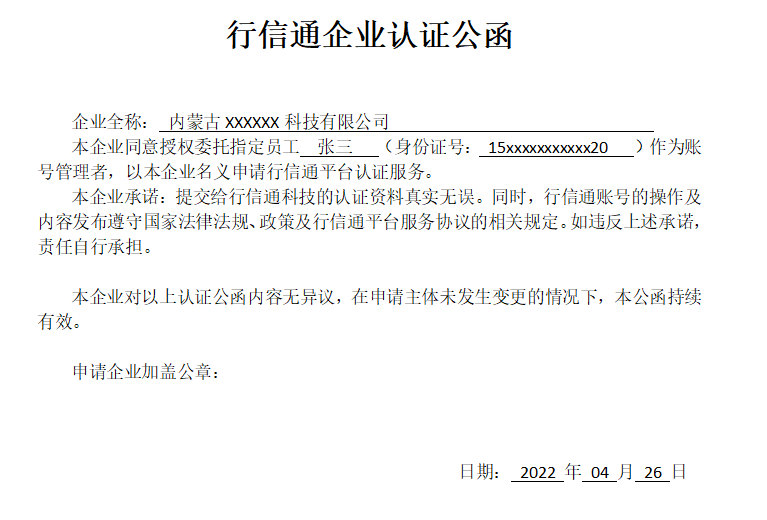 行信通企业认证公函
企业全称： 内蒙古 XXXXXX 科技有限公司
本企业同意授权委托指定员工 张三 （身份证号： 15xxxxxxxxxxx20 ）作为账
号管理者，以本企业名义申请行信通平台认证服务。
本企业承诺：提交给行信通科技的认证资料真实无误。同时，行信通账号的操作及
内容发布遵守国家法律法规、政策及行信通平台服务协议的相关规定。如违反上述承诺，
责任自行承担。
本企业对以上认证公函内容无异议，在申请主体未发生变更的情况下，本公函持续
有效。
申请企业加盖公章：
日期： 2022 年 04 月 26 日